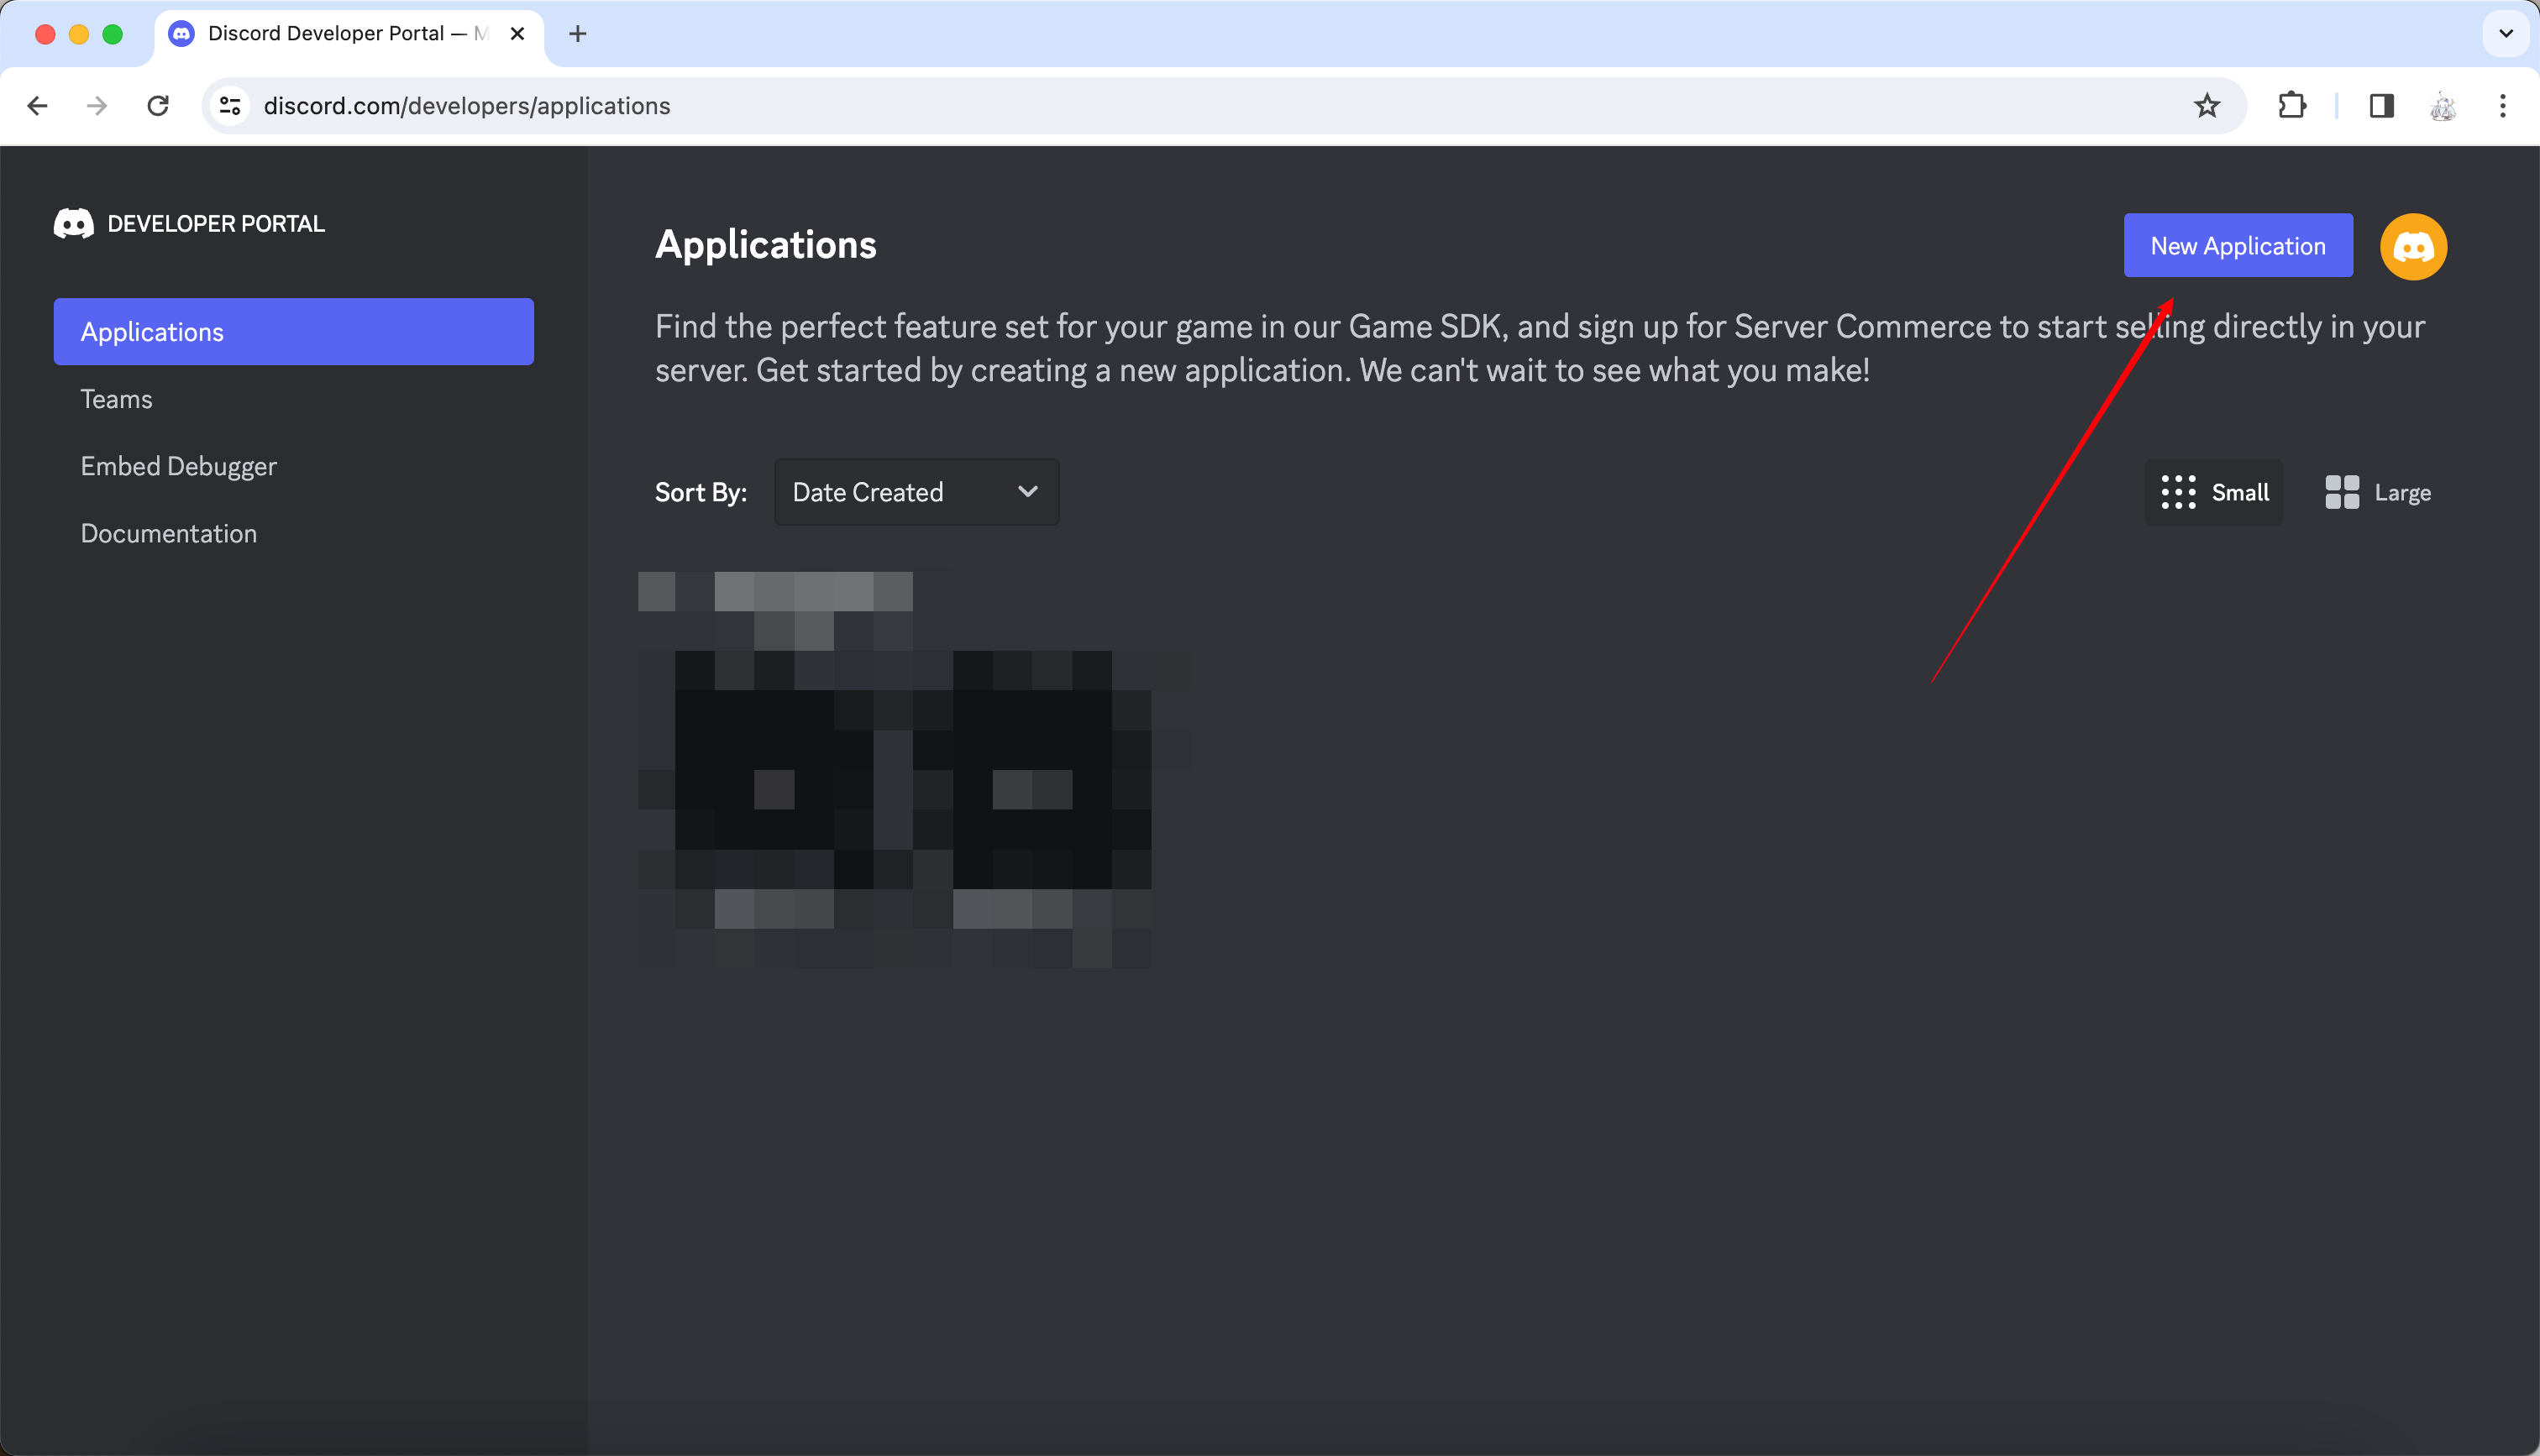 Discord Developer Portal — M
discord.com/developers/applications
DEVELOPER PORTAL
Applications
Teams
Embed Debugger
Documentation
Applications
New Application
Find the perfect feature set for your game in our Game SDK, and sign up for Server Commerce to start selling directly in your
server. Get started by creating a new application. We can't wait to see what you make!
Sort By:
Date Created
Small
Large